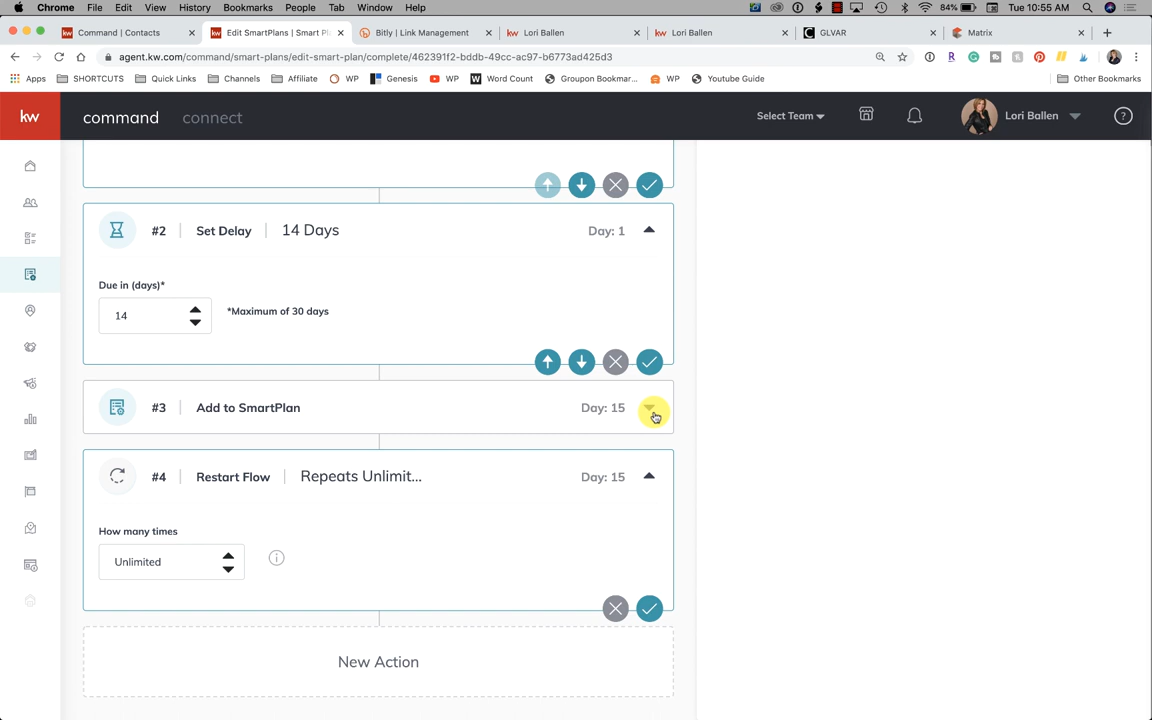 Chrome File Edit View History Bookmarks People Tab Window Help 84% Tue 10:55 AM
Command | Contacts Edit SmartPlans | Smart Pl Bitly | Link Management Lori Ballen Lori Ballen GLVAR Matrix
agent.kw.com/command/smart-plans/edit-smart-plan/complete/462391f2-bddb-49cc-ac97-b6773ad425d3
Apps SHORTCUTS Quick Links Channels Affiliate WP Genesis WP Word Count Groupon Bookmar... WP Youtube Guide Other Bookmarks
kw command connect Select Team Lori Ballen ?
#2 Set Delay 14 Days Day: 1
Due in (days)*
14 *Maximum of 30 days
#3 Add to SmartPlan Day: 15
#4 Restart Flow Repeats Unlimit... Day: 15
How many times
Unlimited
New Action